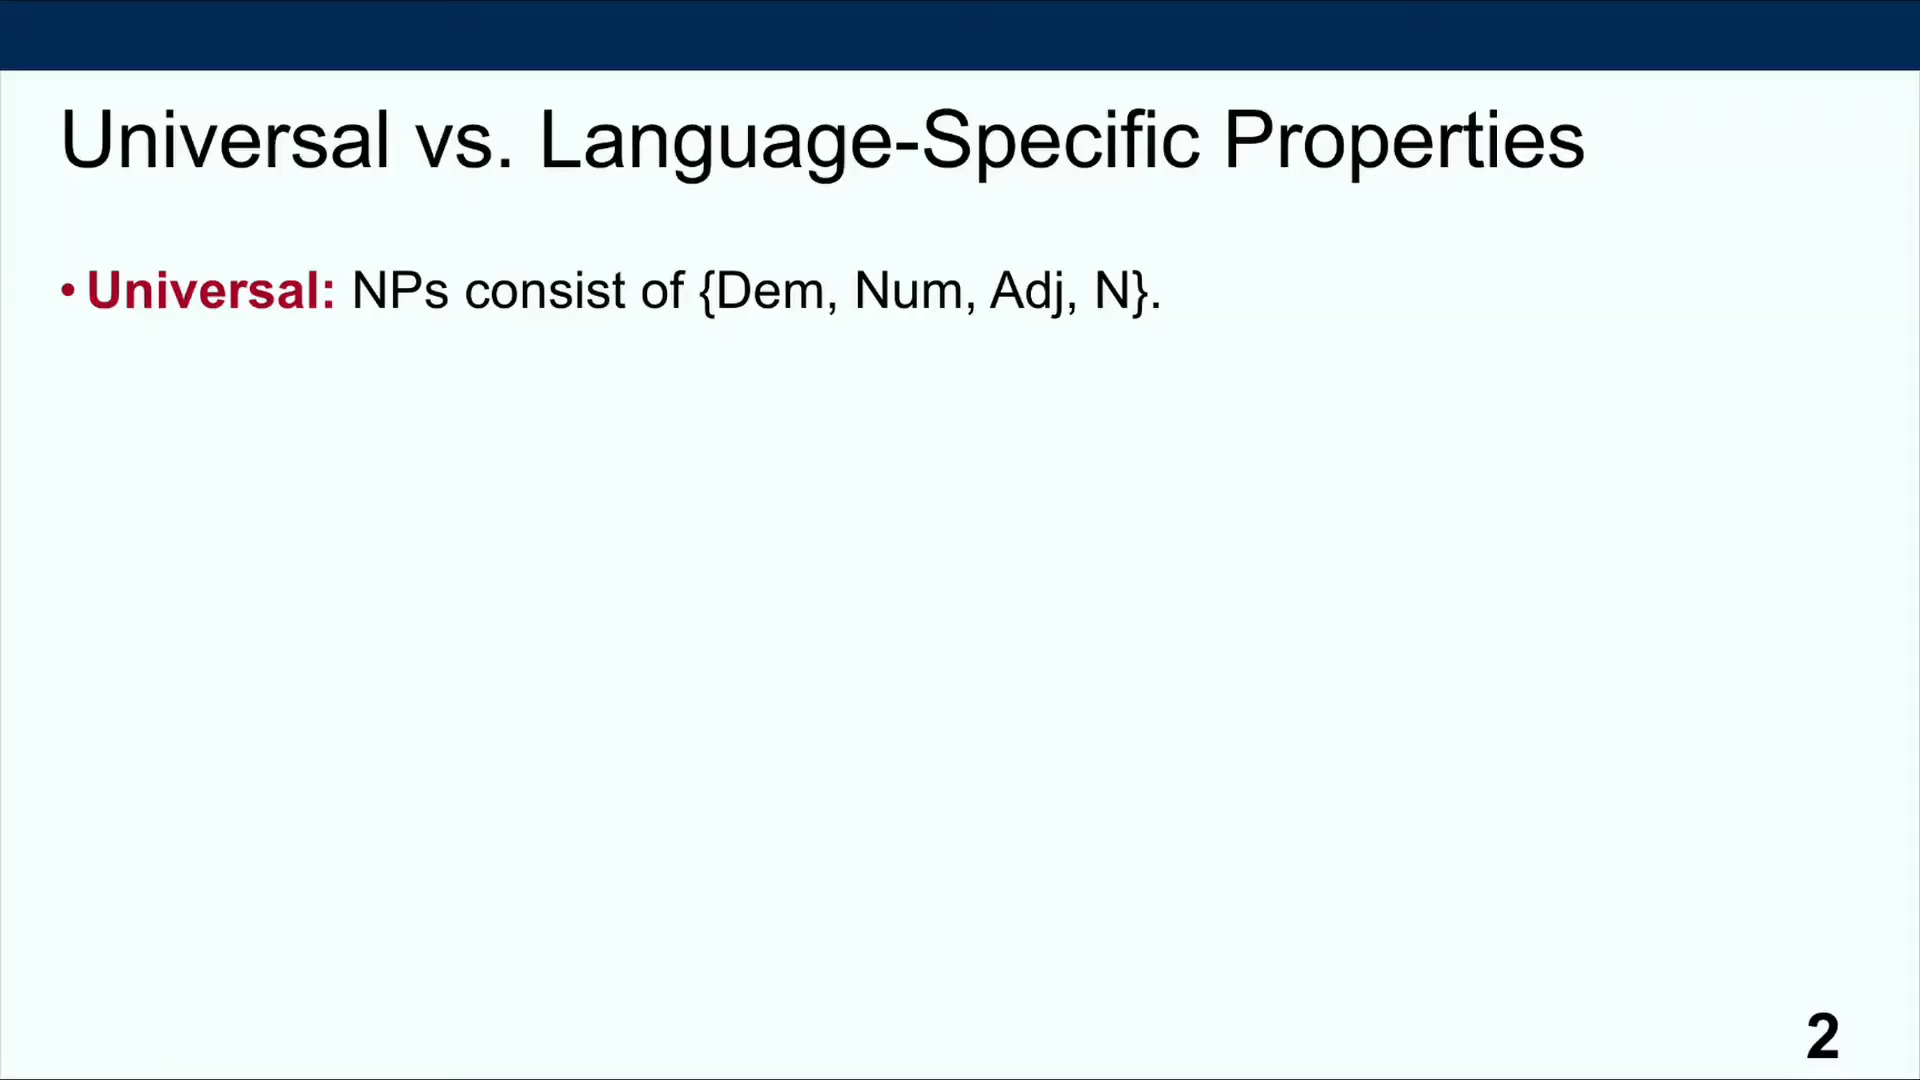 Universal vs. Language-Specific Properties
• Universal: NPs consist of {Dem, Num, Adj, N}.
2